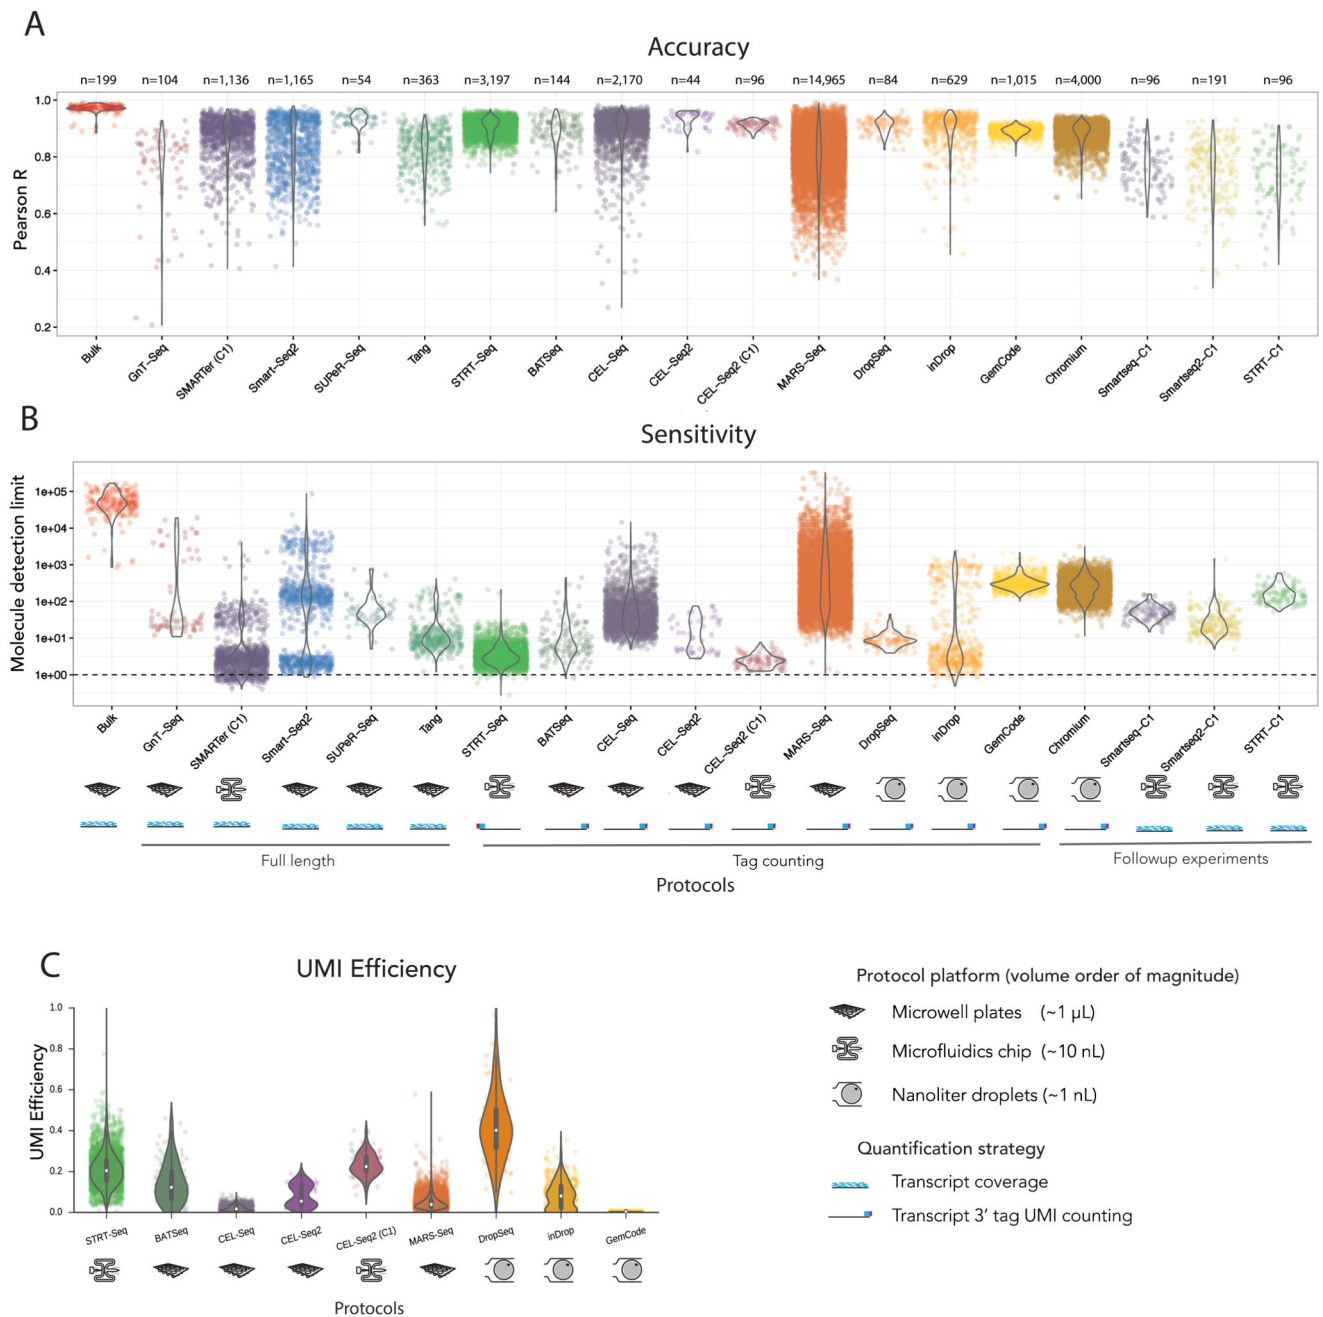 A
Accuracy
n=199 n=104 n=1,136 n=1,165 n=54 n=363 n=3,197 n=144 n=2,170 n=44 n=96 n=14,965 n=84 n=629 n=1,015 n=4,000 n=96 n=191 n=96
Pearson R
1.0
0.8
0.6
0.4
0.2
Bulk GnT-Seq SMARTer (C1) Smart-Seq2 SUPeR-Seq Tang STRT-Seq BATSeq CEL-Seq CEL-Seq2 CEL-Seq2 (C1) MARS-Seq DropSeq inDrop GemCode Chromium Smartseq-C1 Smartseq2-C1 STRT-C1
B
Sensitivity
Molecule detection limit
1e+05
1e+04
1e+03
1e+02
1e+01
1e+00
Bulk GnT-Seq SMARTer (C1) Smart-Seq2 SUPeR-Seq Tang STRT-Seq BATSeq CEL-Seq CEL-Seq2 CEL-Seq2 (C1) MARS-Seq DropSeq inDrop GemCode Chromium Smartseq-C1 Smartseq2-C1 STRT-C1
Full length Tag counting Followup experiments
Protocols
C
UMI Efficiency
UMI Efficiency
1.0
0.8
0.6
0.4
0.2
0.0
STRT-Seq BATSeq CEL-Seq CEL-Seq2 CEL-Seq2 (C1) MARS-Seq DropSeq inDrop GemCode
Protocols
Protocol platform (volume order of magnitude)
Microwell plates (~1 µL)
Microfluidics chip (~10 nL)
Nanoliter droplets (~1 nL)
Quantification strategy
Transcript coverage
Transcript 3′ tag UMI counting